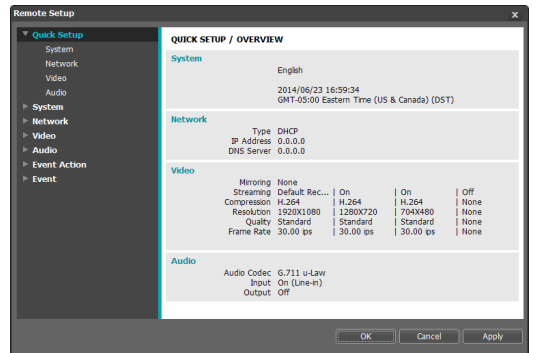 Remote Setup x
Quick Setup
System
Network
Video
Audio
System
Network
Video
Audio
Event Action
Event
QUICK SETUP / OVERVIEW
System
English
2014/06/23 16:59:34
GMT-05:00 Eastern Time (US & Canada) (DST)
Network
Type DHCP
IP Address 0.0.0.0
DNS Server 0.0.0.0
Video
Mirroring None
Streaming Default Rec... | On | On | Off
Compression H.264 | H.264 | H.264 | None
Resolution 1920X1080 | 1280X720 | 704X480 | None
Quality Standard | Standard | Standard | None
Frame Rate 30.00 ips | 30.00 ips | 30.00 ips | None
Audio
Audio Codec G.711 u-Law
Input On (Line-in)
Output Off
OK Cancel Apply